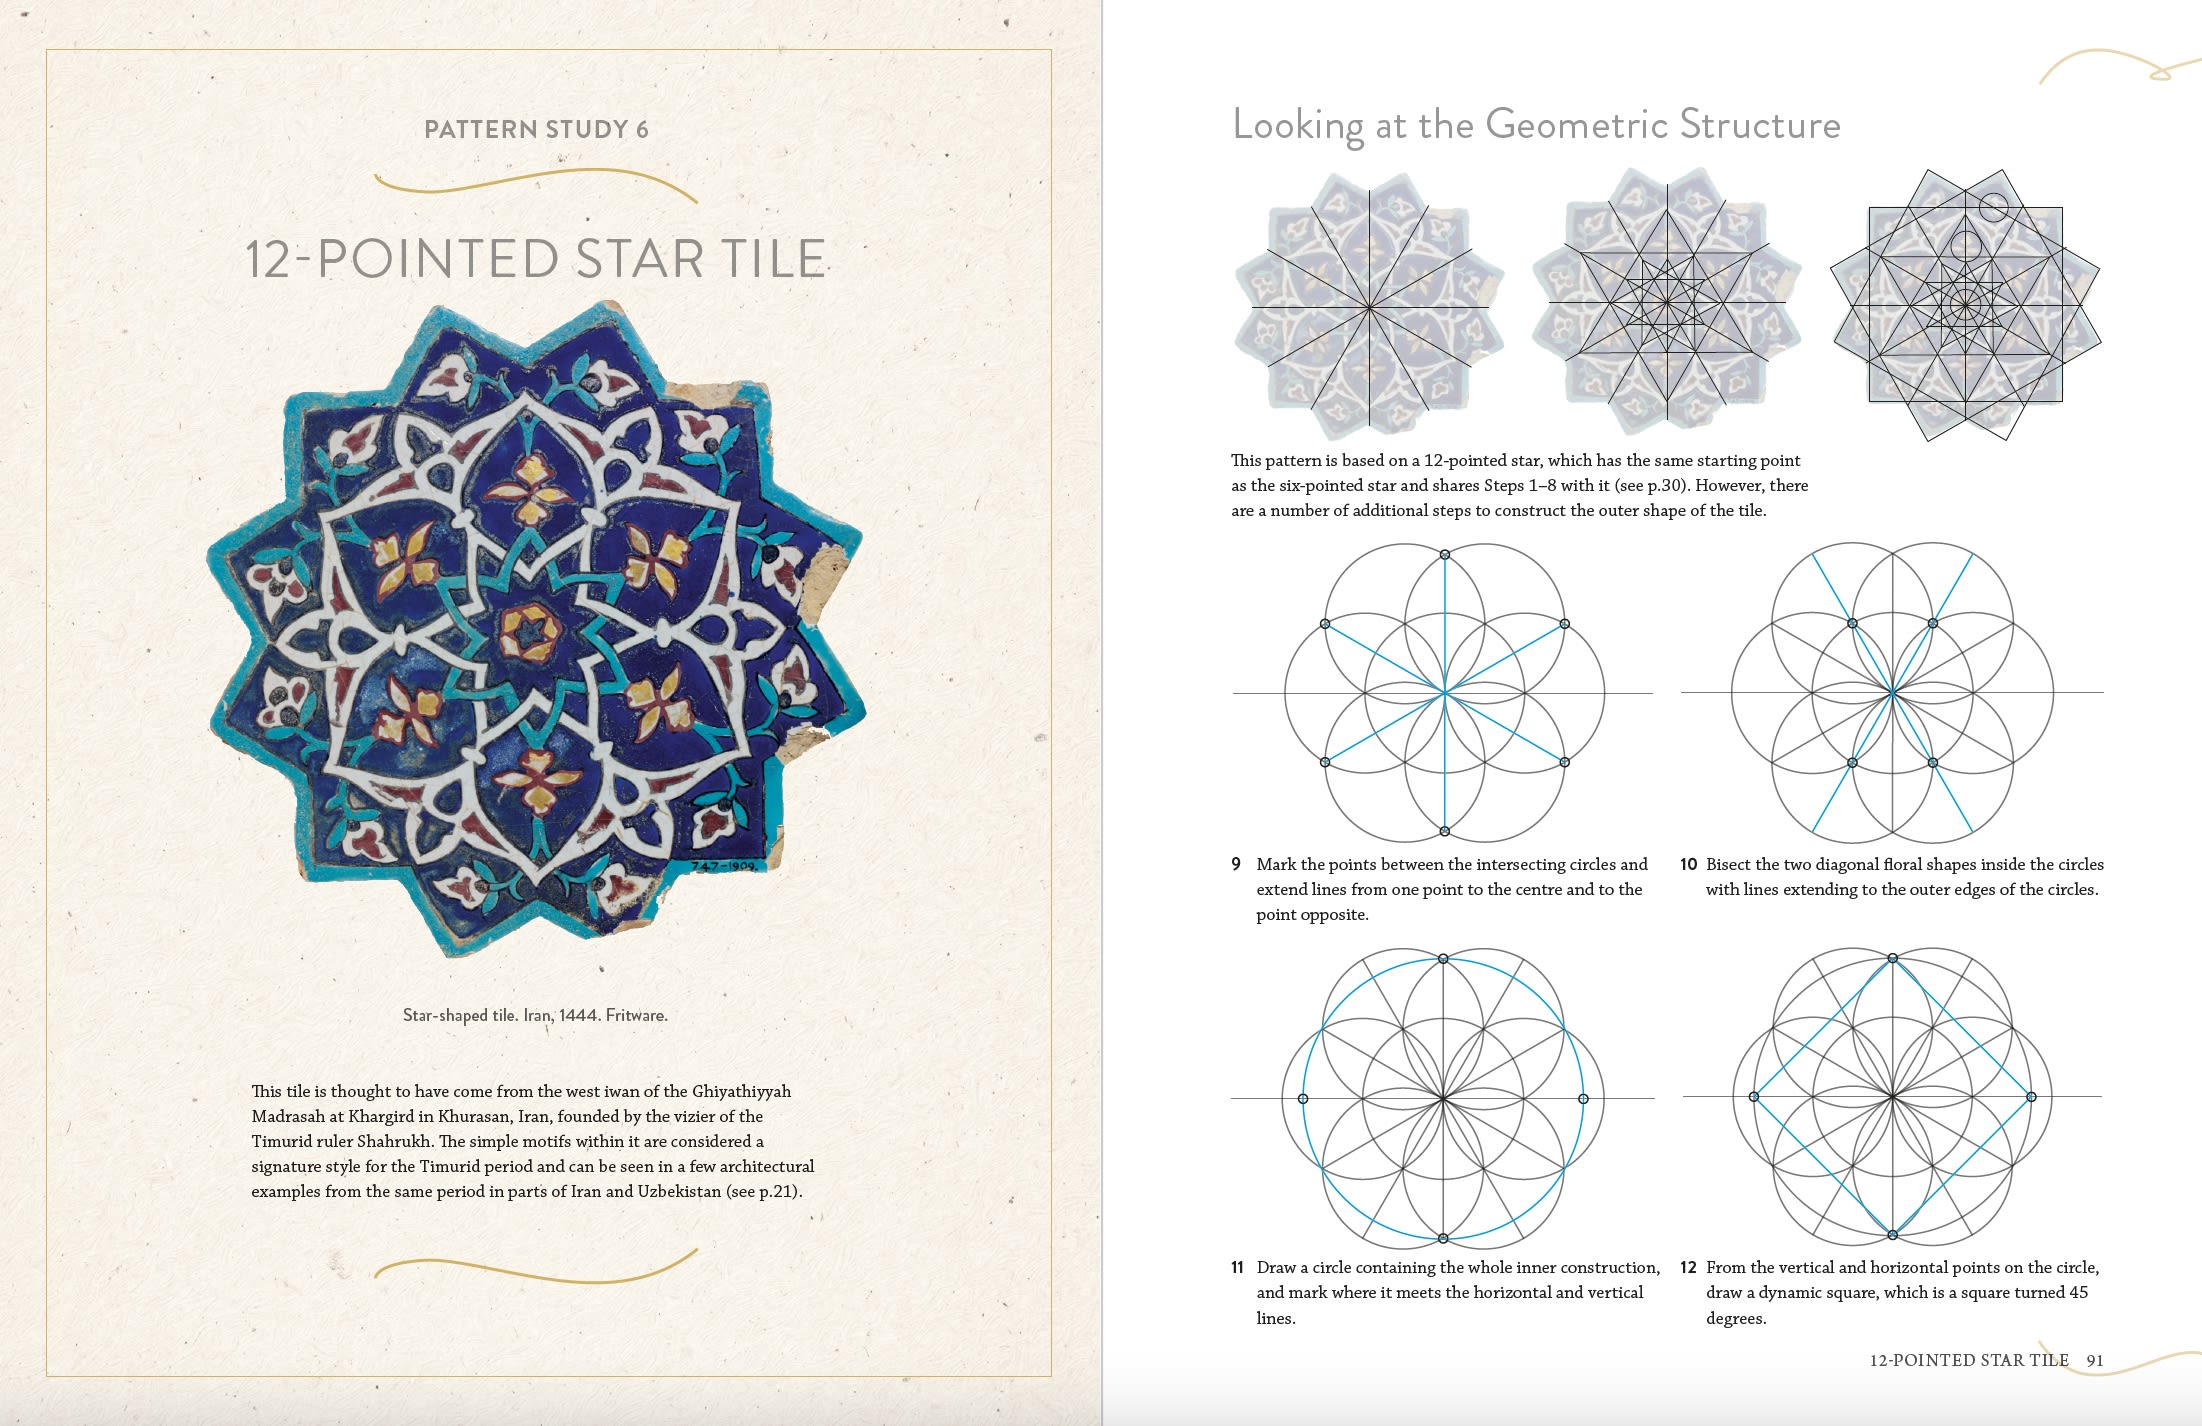 PATTERN STUDY 6
12-POINTED STAR TILE
747-1909.
Star-shaped tile. Iran, 1444. Fritware.
This tile is thought to have come from the west iwan of the Ghiyathiyyah
Madrasah at Khargird in Khurasan, Iran, founded by the vizier of the
Timurid ruler Shahrukh. The simple motifs within it are considered a
signature style for the Timurid period and can be seen in a few architectural
examples from the same period in parts of Iran and Uzbekistan (see p.21).
Looking at the Geometric Structure
This pattern is based on a 12-pointed star, which has the same starting point
as the six-pointed star and shares Steps 1–8 with it (see p.30). However, there
are a number of additional steps to construct the outer shape of the tile.
9 Mark the points between the intersecting circles and
extend lines from one point to the centre and to the
point opposite.
10 Bisect the two diagonal floral shapes inside the circles
with lines extending to the outer edges of the circles.
11 Draw a circle containing the whole inner construction,
and mark where it meets the horizontal and vertical
lines.
12 From the vertical and horizontal points on the circle,
draw a dynamic square, which is a square turned 45
degrees.
12-POINTED STAR TILE 91